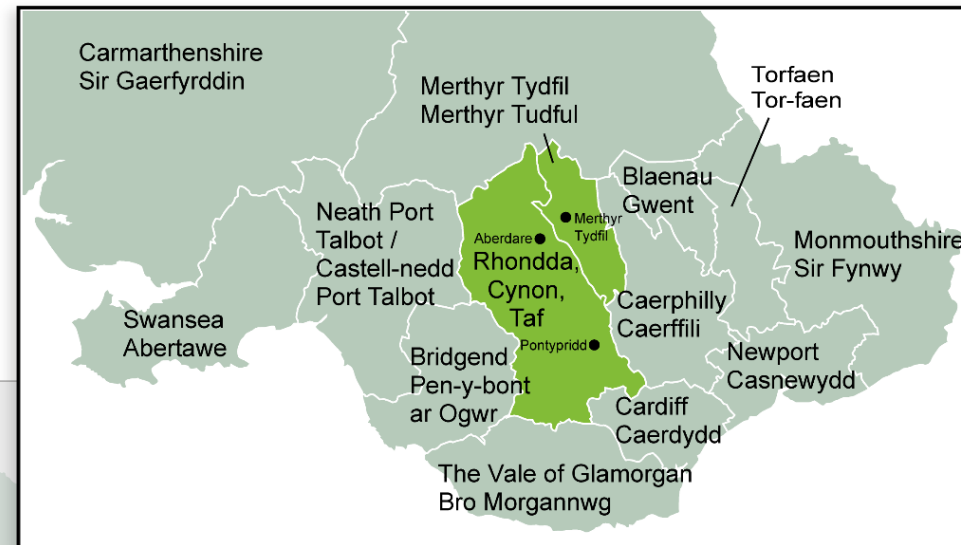 Carmarthenshire
Sir Gaerfyrddin
Merthyr Tydfil
Merthyr Tudful
Torfaen
Tor-faen
Blaenau
Gwent
Neath Port
Talbot /
Castell-nedd
Port Talbot
Merthyr
Tydfil
Aberdare
Rhondda,
Cynon,
Taf
Monmouthshire
Sir Fynwy
Swansea
Abertawe
Caerphilly
Caerffili
Pontypridd
Bridgend
Pen-y-bont
ar Ogwr
Newport
Casnewydd
Cardiff
Caerdydd
The Vale of Glamorgan
Bro Morgannwg